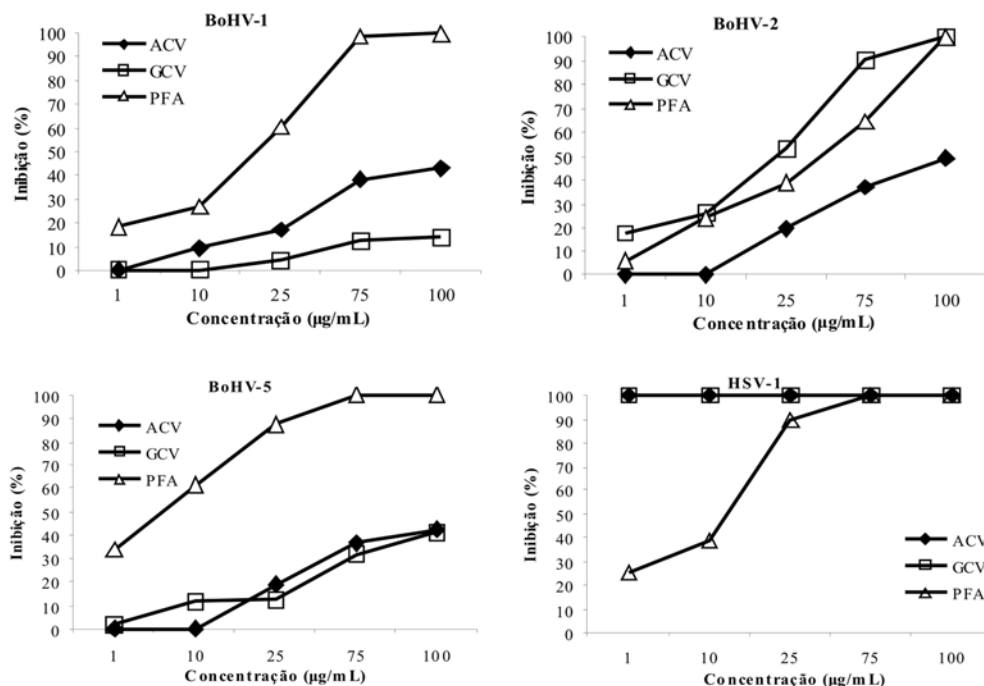 BoHV-1
100
90
80
70
60
50
40
30
20
10
0
Inibição (%)
ACV
GCV
PFA
1 10 25 75 100
Concentração (µg/mL)
BoHV-2
100
90
80
70
60
50
40
30
20
10
0
Inibição (%)
ACV
GCV
PFA
1 10 25 75 100
Concentração (µg/mL)
BoHV-5
100
90
80
70
60
50
40
30
20
10
0
Inibição (%)
ACV
GCV
PFA
1 10 25 75 100
Concentração (µg/mL)
HSV-1
100
90
80
70
60
50
40
30
20
10
0
Inibição (%)
ACV
GCV
PFA
1 10 25 75 100
Concentração (µg/mL)